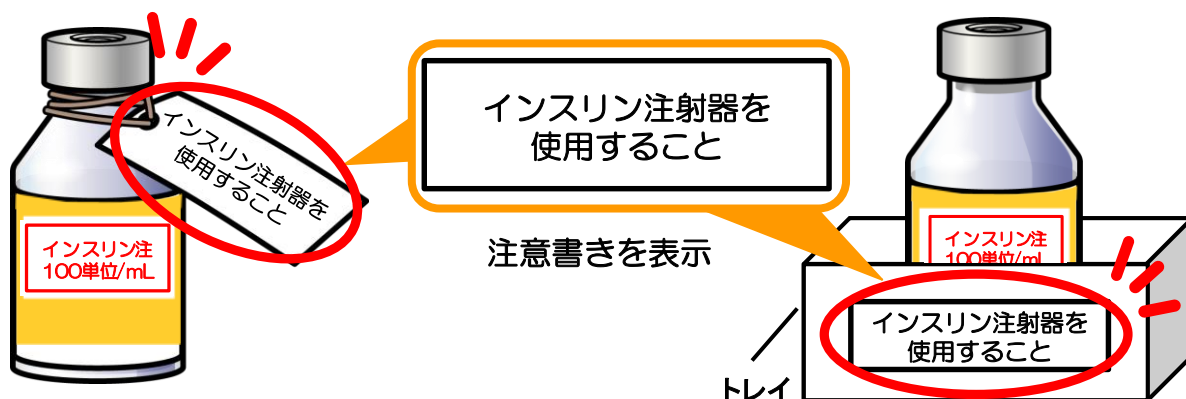 インスリン注射器を
使用すること
インスリン注
100単位/mL
インスリン注射器を
使用すること
注意書きを表示
インスリン注
100単位/mL
インスリン注射器を
使用すること
トレイ